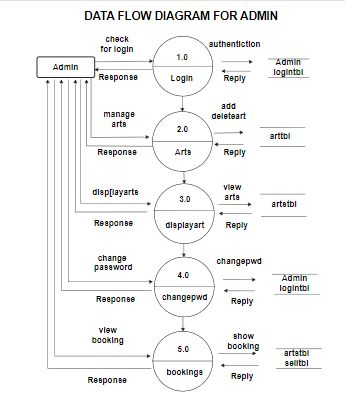 DATA FLOW DIAGRAM FOR ADMIN
check
for login
authentiction
1.0
Admin
Login
Admin
logintbl
Response
Reply
manage
arts
add
deleteart
2.0
arttbl
Response
Arts
Reply
disp[layarts
view
arts
3.0
artstbl
Response
displayart
Reply
change
password
changepwd
4.0
Admin
logintbl
Response
changepwd
Reply
view
booking
show
booking
5.0
artstbl
selltbl
Response
bookings
Reply